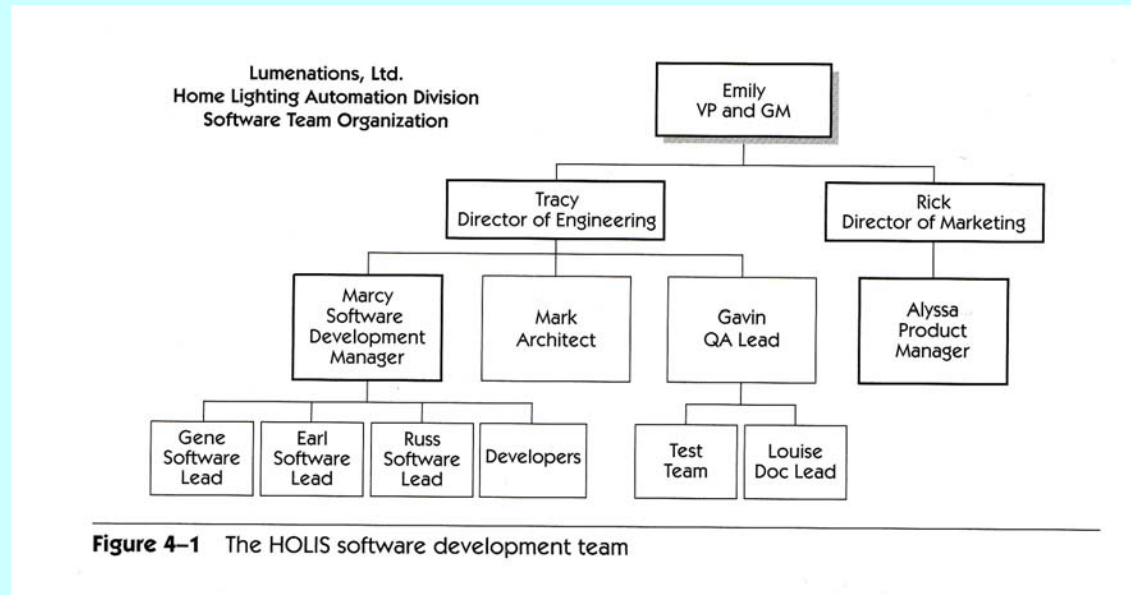 Lumenations, Ltd.
Home Lighting Automation Division
Software Team Organization
Emily
VP and GM
Tracy
Director of Engineering
Rick
Director of Marketing
Marcy
Software
Development
Manager
Mark
Architect
Gavin
QA Lead
Alyssa
Product
Manager
Gene
Software
Lead
Earl
Software
Lead
Russ
Software
Lead
Developers
Test
Team
Louise
Doc Lead
Figure 4–1 The HOLIS software development team